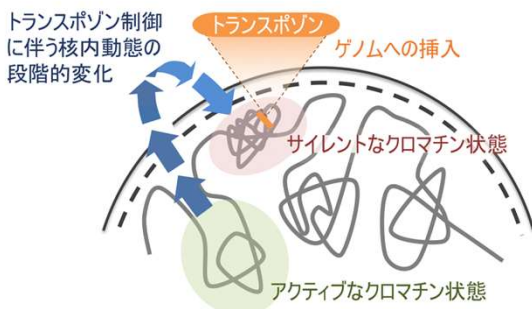 トランスポゾン制御
に伴う核内動態の
段階的変化
トランスポゾン
ゲノムへの挿入
サイレントなクロマチン状態
アクティブなクロマチン状態